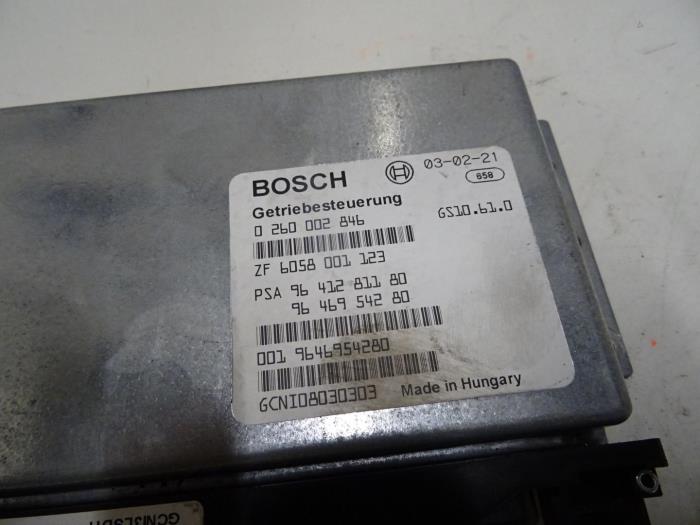 BOSCH 03-02-21
658
Getriebesteuerung
0 260 002 846 GS10.61.0
ZF 6058 001 123
PSA 96 412 811 80
96 469 542 80
001 9646954280
GCNI08030303 Made in Hungary